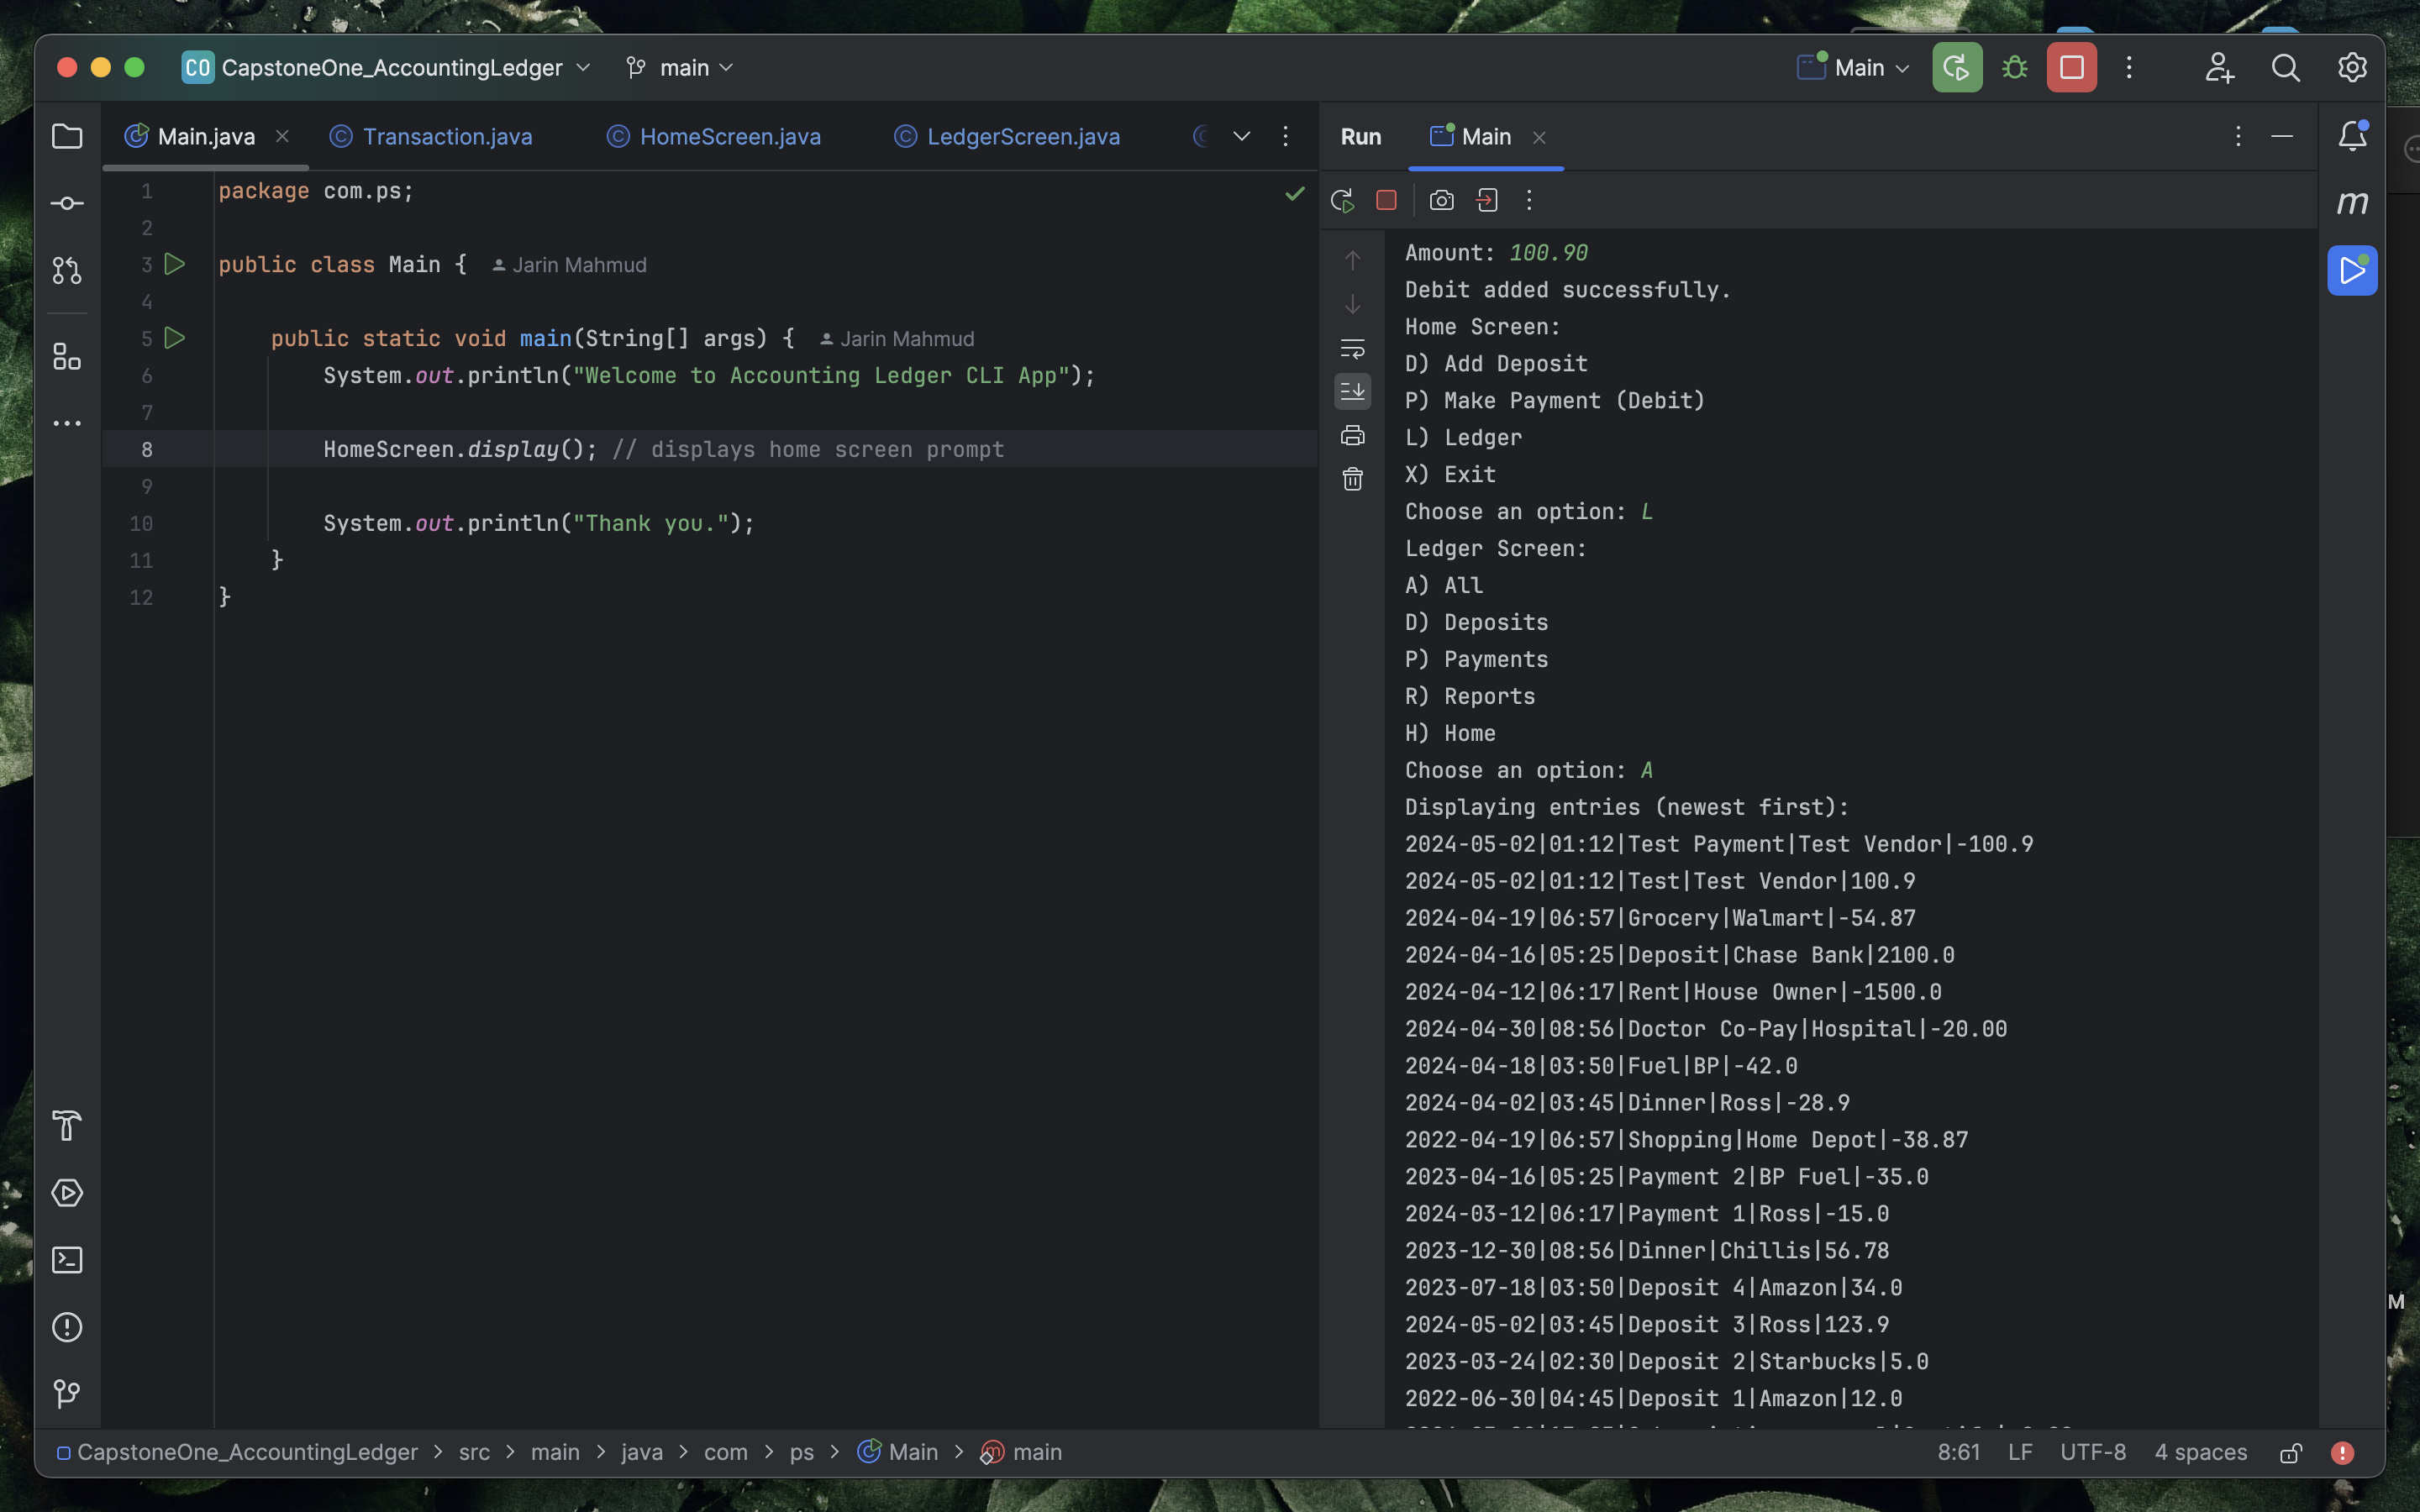 CO CapstoneOne_AccountingLedger main Main
Main.java Transaction.java HomeScreen.java LedgerScreen.java
1 package com.ps;
2
3 public class Main { Jarin Mahmud
4
5 public static void main(String[] args) { Jarin Mahmud
6 System.out.println("Welcome to Accounting Ledger CLI App");
7
8 HomeScreen.display(); // displays home screen prompt
9
10 System.out.println("Thank you.");
11 }
12 }
Run Main
Amount: 100.90
Debit added successfully.
Home Screen:
D) Add Deposit
P) Make Payment (Debit)
L) Ledger
X) Exit
Choose an option: L
Ledger Screen:
A) All
D) Deposits
P) Payments
R) Reports
H) Home
Choose an option: A
Displaying entries (newest first):
2024-05-02|01:12|Test Payment|Test Vendor|-100.9
2024-05-02|01:12|Test|Test Vendor|100.9
2024-04-19|06:57|Grocery|Walmart|-54.87
2024-04-16|05:25|Deposit|Chase Bank|2100.0
2024-04-12|06:17|Rent|House Owner|-1500.0
2024-04-30|08:56|Doctor Co-Pay|Hospital|-20.00
2024-04-18|03:50|Fuel|BP|-42.0
2024-04-02|03:45|Dinner|Ross|-28.9
2022-04-19|06:57|Shopping|Home Depot|-38.87
2023-04-16|05:25|Payment 2|BP Fuel|-35.0
2024-03-12|06:17|Payment 1|Ross|-15.0
2023-12-30|08:56|Dinner|Chillis|56.78
2023-07-18|03:50|Deposit 4|Amazon|34.0
2024-05-02|03:45|Deposit 3|Ross|123.9
2023-03-24|02:30|Deposit 2|Starbucks|5.0
2022-06-30|04:45|Deposit 1|Amazon|12.0
m
M
CapstoneOne_AccountingLedger > src > main > java > com > ps > Main > m main
8:61 LF UTF-8 4 spaces